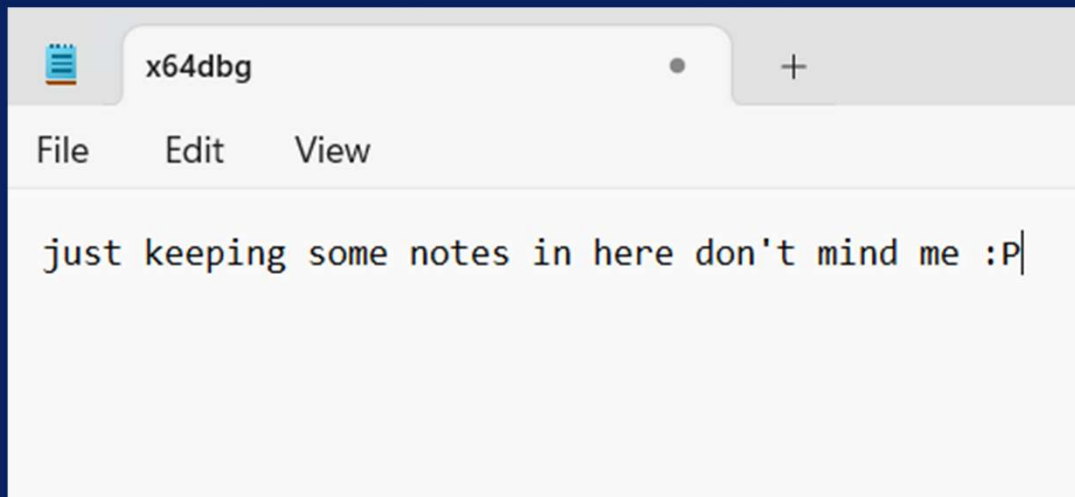 x64dbg
File Edit View
just keeping some notes in here don't mind me :P